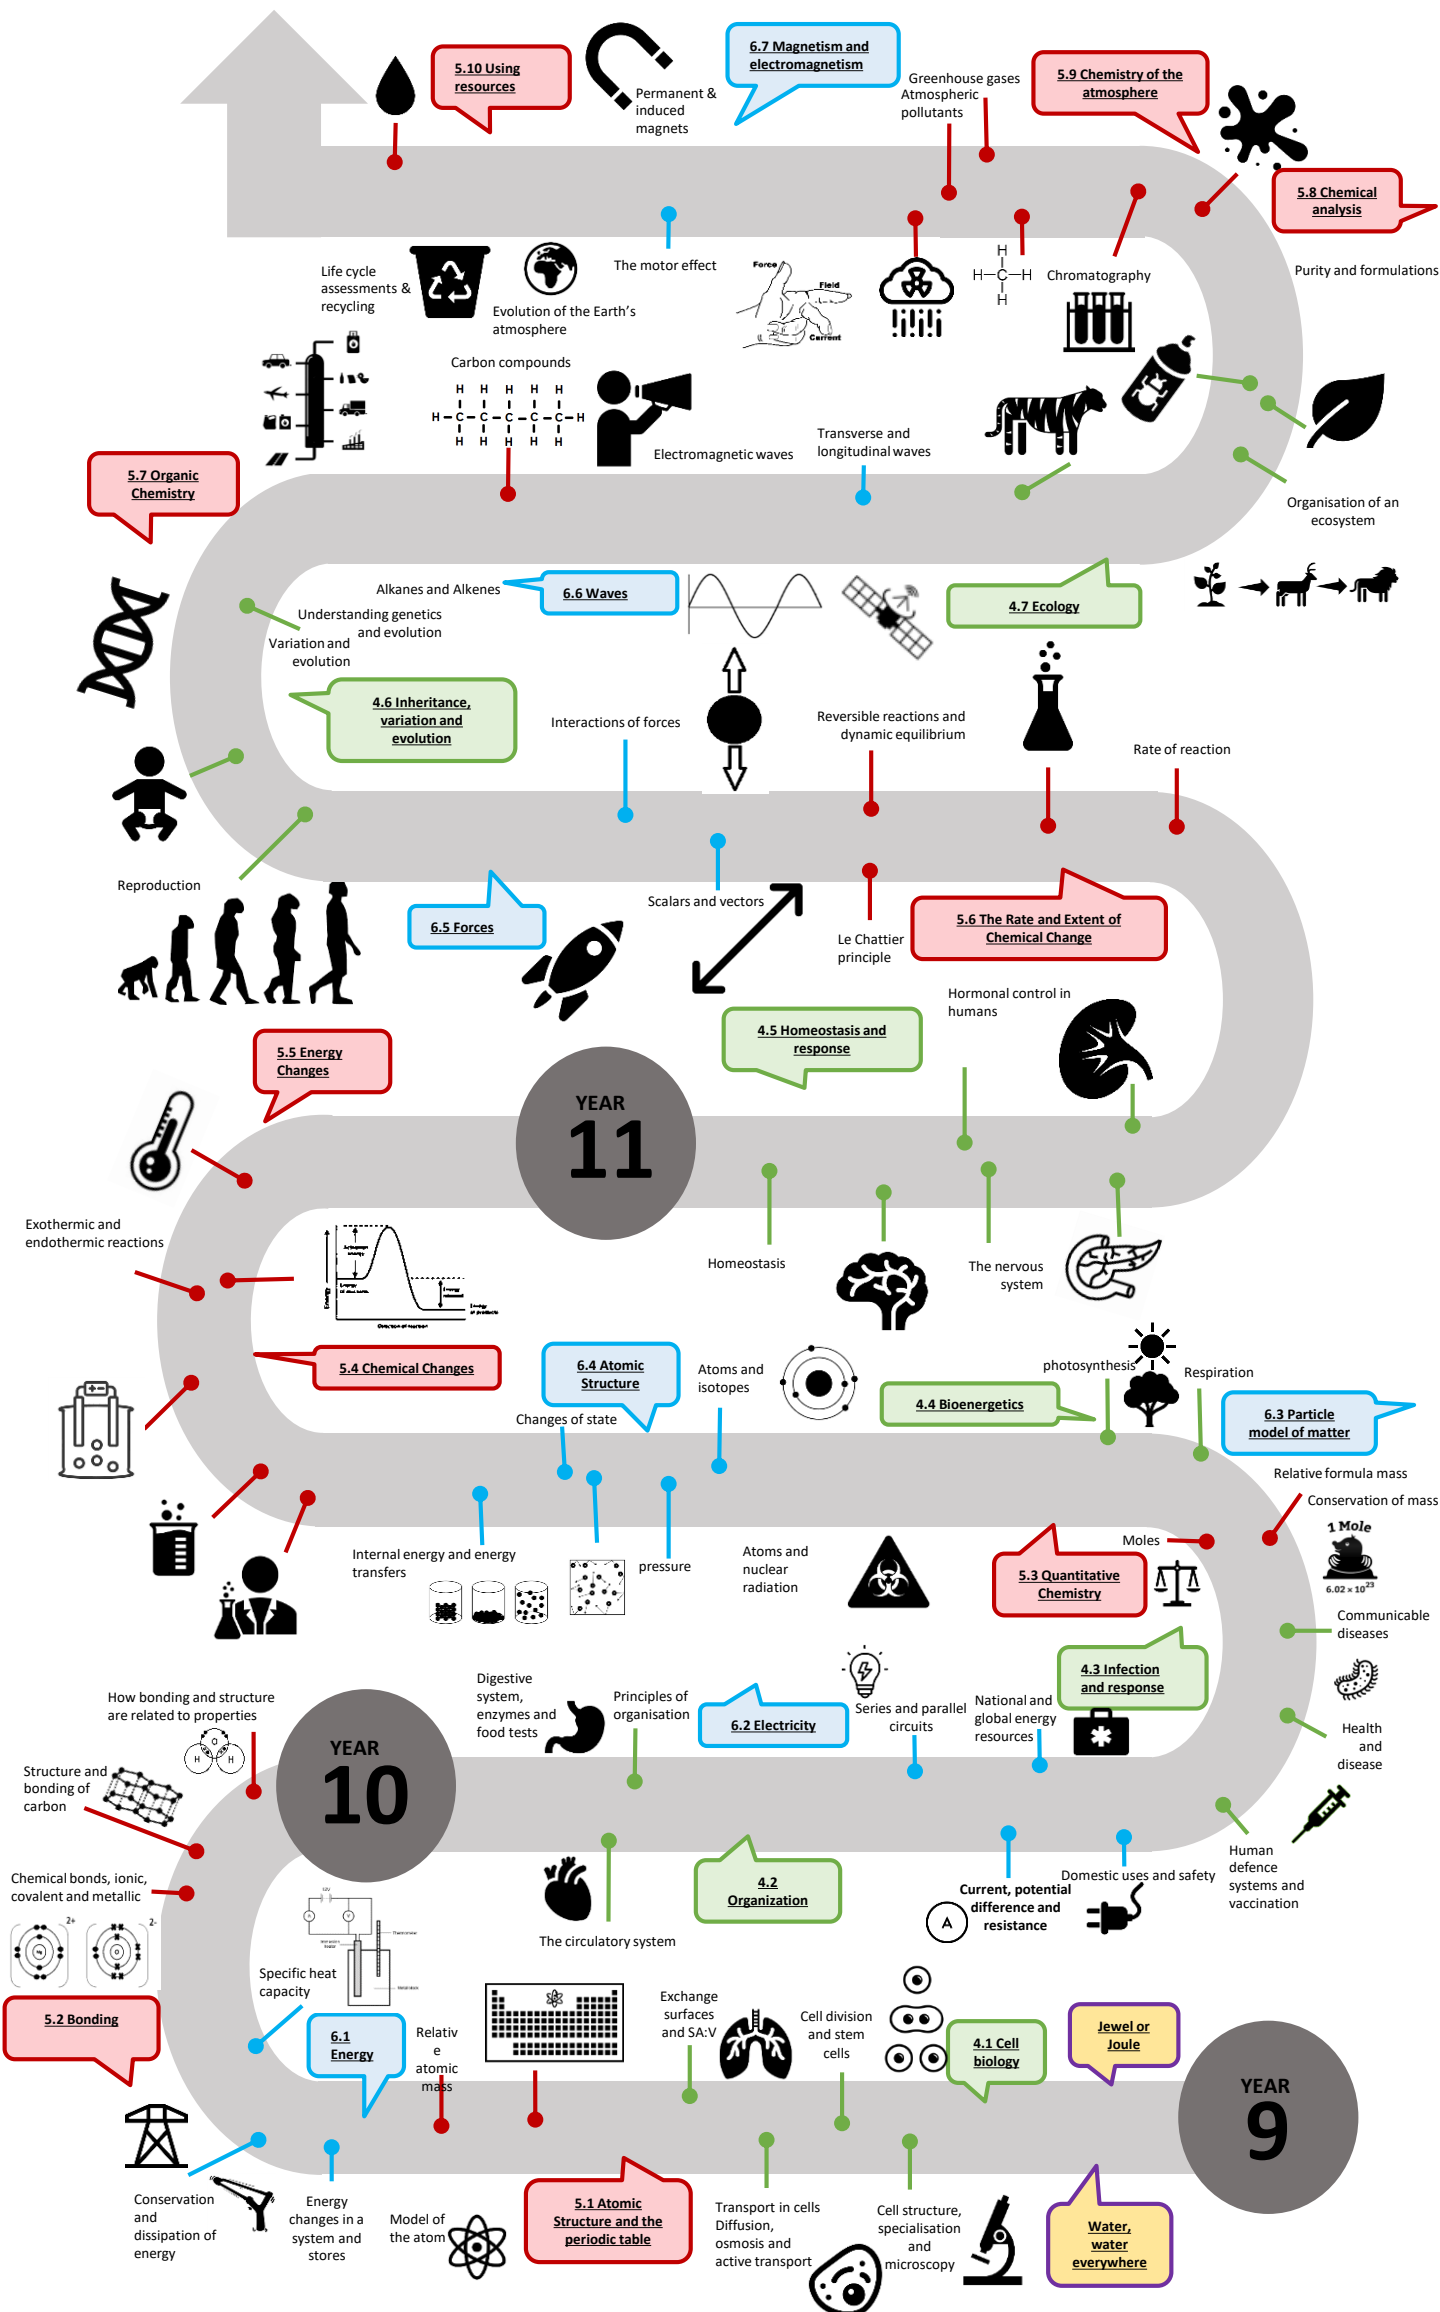 5.10 Using
resources
6.7 Magnetism and
electromagnetism
Permanent &
induced
magnets
Greenhouse gases
Atmospheric
pollutants
5.9 Chemistry of the
atmosphere
5.8 Chemical
analysis
Purity and formulations
Life cycle
assessments &
recycling
Evolution of the Earth's
atmosphere
The motor effect
Force
Field
Current
H
H C H
H
Chromatography
Carbon compounds
H H H H H
H C C C C C H
H H H H H
Electromagnetic waves
Transverse and
longitudinal waves
5.7 Organic
Chemistry
Organisation of an
ecosystem
Alkanes and Alkenes
6.6 Waves
4.7 Ecology
Understanding genetics
and evolution
Variation and
evolution
4.6 Inheritance,
variation and
evolution
Interactions of forces
Reversible reactions and
dynamic equilibrium
Rate of reaction
Reproduction
6.5 Forces
Scalars and vectors
Le Chattier
principle
5.6 The Rate and Extent of
Chemical Change
Hormonal control in
humans
4.5 Homeostasis and
response
5.5 Energy
Changes
YEAR
11
Exothermic and
endothermic reactions
Energy
Homeostasis
The nervous
system
5.4 Chemical Changes
6.4 Atomic
Structure
Atoms and
isotopes
photosynthesis
Respiration
4.4 Bioenergetics
6.3 Particle
model of matter
Changes of state
Relative formula mass
Conservation of mass
1 Mole
6.02 x 10²³
Moles
5.3 Quantitative
Chemistry
Internal energy and energy
transfers
pressure
Atoms and
nuclear
radiation
Communicable
diseases
4.3 Infection
and response
Digestive
system,
enzymes and
food tests
Principles of
organisation
6.2 Electricity
Series and parallel
circuits
National and
global energy
resources
Health
and
disease
How bonding and structure
are related to properties
O
H H
YEAR
10
Structure and
bonding of
carbon
Chemical bonds, ionic,
covalent and metallic
2+
2-
4.2
Organization
The circulatory system
Current, potential
difference and
resistance
A
Domestic uses and safety
Human
defence
systems and
vaccination
Specific heat
capacity
5.2 Bonding
6.1
Energy
Relativ
e
atomic
mass
Exchange
surfaces
and SA:V
Cell division
and stem
cells
4.1 Cell
biology
Jewel or
Joule
YEAR
9
Conservation
and
dissipation of
energy
Energy
changes in a
system and
stores
Model of
the atom
5.1 Atomic
Structure and the
periodic table
Transport in cells
Diffusion,
osmosis and
active transport
Cell structure,
specialisation
and
microscopy
Water,
water
everywhere